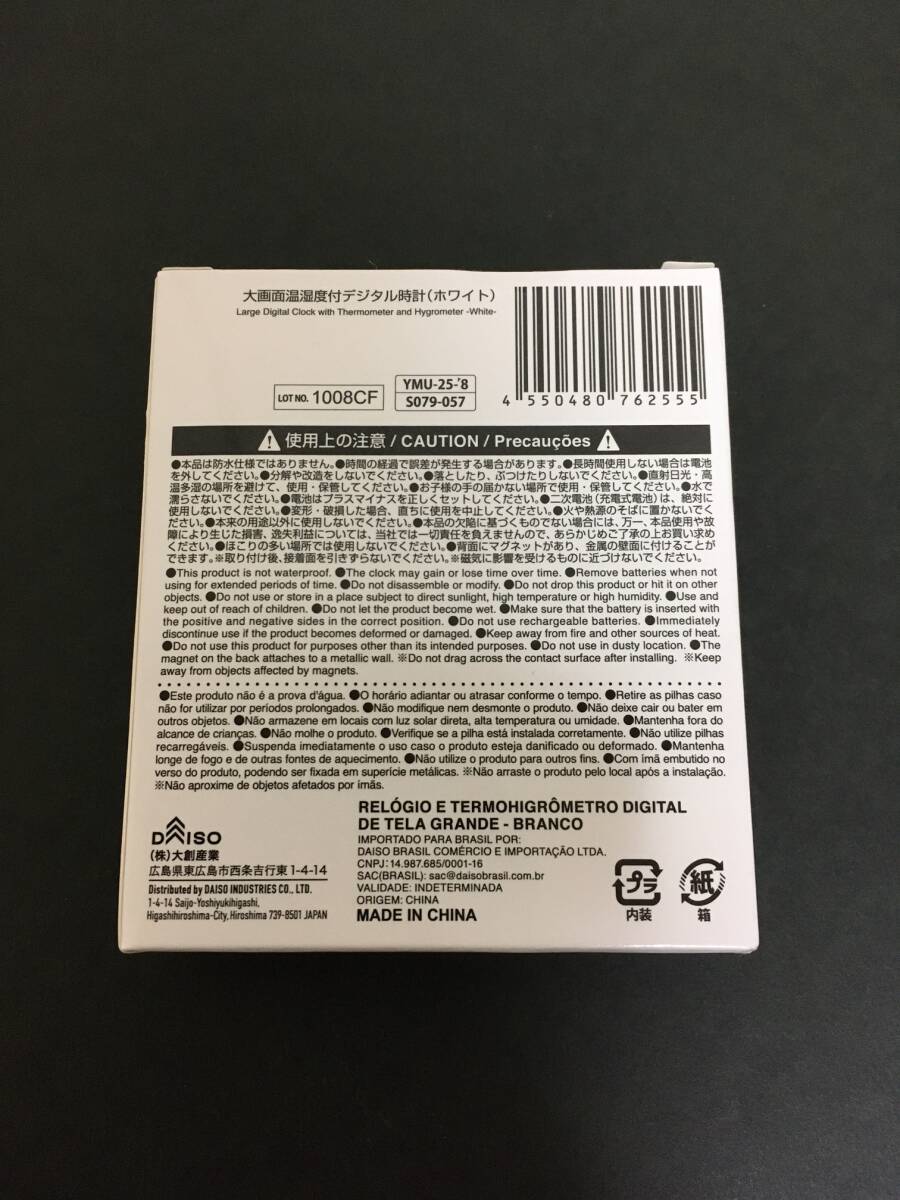 大画面温湿度付デジタル時計(ホワイト)
Large Digital Clock with Thermometer and Hygrometer -White-
LOT NO. 1008CF
YMU-25-'8
S079-057
4 550480 762555
使用上の注意 / CAUTION / Precauções
●本品は防水仕様ではありません。●時間の経過で誤差が発生する場合があります。●長時間使用しない場合は電池
を外してください。●分解や改造をしないでください。●落としたり、ぶつけたりしないでください。●直射日光・高
温多湿の場所を避けて、使用・保管してください。●お子様の手の届かない場所で使用・保管してください。●水で
濡らさないでください。●電池はプラスマイナスを正しくセットしてください。●二次電池(充電式電池)は、絶対に
使用しないでください。●変形・破損した場合、直ちに使用を中止してください。●火や熱源のそばに置かないでくだ
さい。●本来の用途以外に使用しないでください。●本品の欠陥に基づくものでない場合には、万一、本品使用や故
障により生じた損害、逸失利益については、当社では一切責任を負えませんので、あらかじめご了承の上お買い求め
ください。●ほこりの多い場所では使用しないでください。●背面にマグネットがあり、金属の壁面に付けることが
できます。※取り付け後、接着面を引きずらないでください。※磁気に影響を受けるものに近づけないでください。
●This product is not waterproof. ●The clock may gain or lose time over time. ●Remove batteries when not
using for extended periods of time. ●Do not disassemble or modify. ●Do not drop this product or hit it on other
objects. ●Do not use or store in a place subject to direct sunlight, high temperature or high humidity. ●Use and
keep out of reach of children. ●Do not let the product become wet. ●Make sure that the battery is inserted with
the positive and negative sides in the correct position. ●Do not use rechargeable batteries. ●Immediately
discontinue use if the product becomes deformed or damaged. ●Keep away from fire and other sources of heat.
●Do not use this product for purposes other than its intended purposes. ●Do not use in dusty location. ●The
magnet on the back attaches to a metallic wall. ※Do not drag across the contact surface after installing. ※Keep
away from objects affected by magnets.
●Este produto não é a prova d'água. ●O horário adiantar ou atrasar conforme o tempo. ●Retire as pilhas caso
não for utilizar por períodos prolongados. ●Não modifique nem desmonte o produto. ●Não deixe cair ou bater em
outros objetos. ●Não armazene em locais com luz solar direta, alta temperatura ou umidade. ●Mantenha fora do
alcance de crianças. ●Não molhe o produto. ●Verifique se a pilha está instalada corretamente. ●Não utilize pilhas
recarregáveis. ●Suspenda imediatamente o uso caso o produto esteja danificado ou deformado. ●Mantenha
longe de fogo e de outras fontes de aquecimento. ●Não utilize o produto para outros fins. ●Com ímã embutido no
verso do produto, podendo ser fixada em superície metálicas. ※Não arraste o produto pelo local após a instalação.
※Não aproxime de objetos afetados por ímãs.
DAISO
(株)大創産業
広島県東広島市西条吉行東1-4-14
Distributed by DAISO INDUSTRIES CO., LTD.
1-4-14 Saijo-Yoshiyukihigashi,
Higashihiroshima-City, Hiroshima 739-8501 JAPAN
RELÓGIO E TERMOHIGRÔMETRO DIGITAL
DE TELA GRANDE - BRANCO
IMPORTADO PARA BRASIL POR:
DAISO BRASIL COMÉRCIO E IMPORTAÇÃO LTDA.
CNPJ: 14.987.685/0001-16
SAC(BRASIL): sac@daisobrasil.com.br
VALIDADE: INDETERMINADA
ORIGEM: CHINA
MADE IN CHINA
プラ
内装
紙
箱